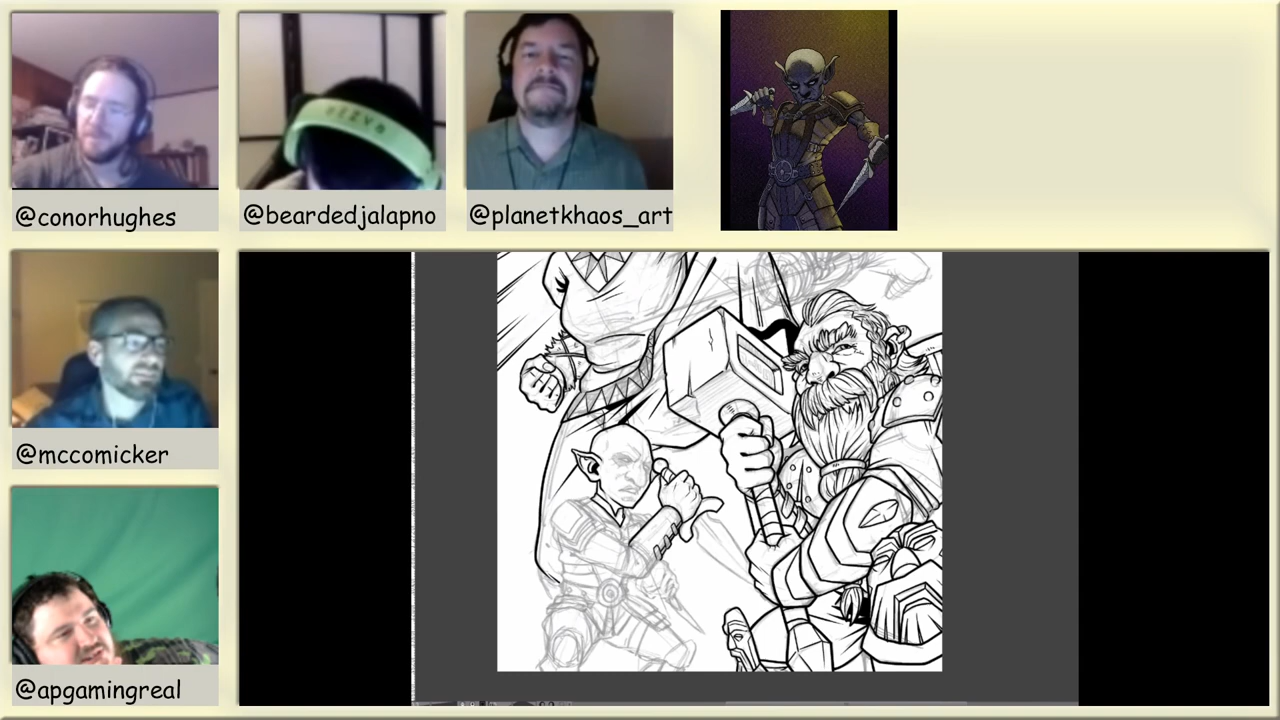 @conorhughes
@beardedjalapno
@planetkhaos_art
@mccomicker
@apgamingreal